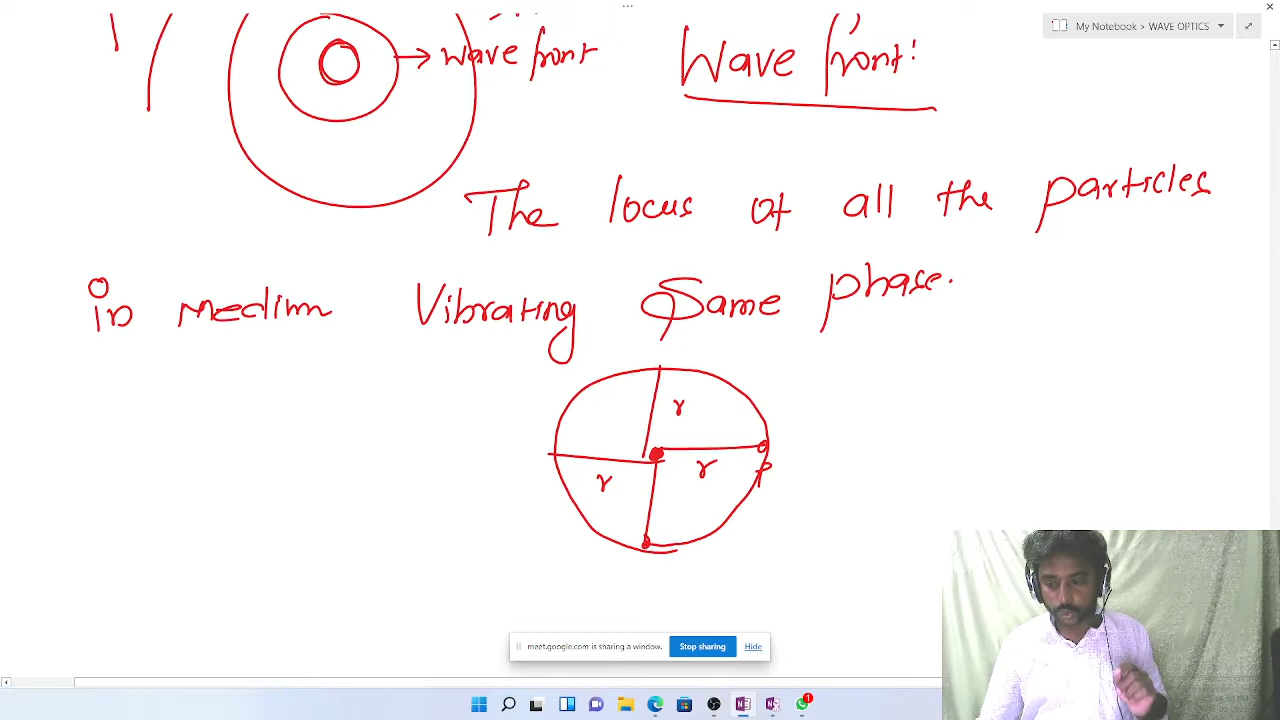 My Notebook > WAVE OPTICS
→ wave front
Wave front:
The locus of all the particles
in medium Vibrating Same phase.
r
r
r
P
meet.google.com is sharing a window.
Stop sharing
Hide
1